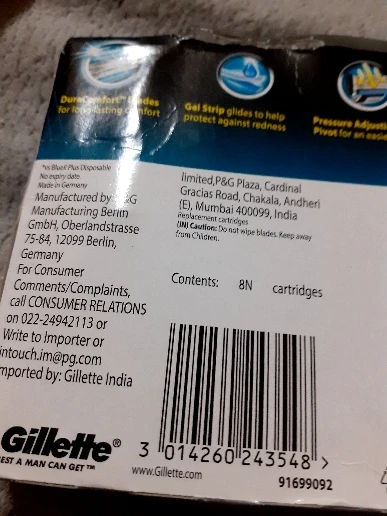 DuraComfort™ Blades
for long-lasting comfort
Gel Strip glides to help
protect against redness
Pressure Adjusti
Pivot for an easie
*vs BlueII Plus Disposable
No expiry date.
Made in Germany
Manufactured by: P&G
Manufacturing Berlin
GmbH, Oberlandstrasse
75-84, 12099 Berlin,
Germany
For Consumer
Comments/Complaints,
call CONSUMER RELATIONS
on 022-24942113 or
Write to Importer or
intouch.im@pg.com
mported by: Gillette India
limited,P&G Plaza, Cardinal
Gracias Road, Chakala, Andheri
(E), Mumbai 400099, India
Replacement cartridges
(IN) Caution: Do not wipe blades. Keep away
from Children.
Contents: 8N cartridges
3 014260 243548 >
Gillette®
EST A MAN CAN GET™
www.Gillette.com
91699092